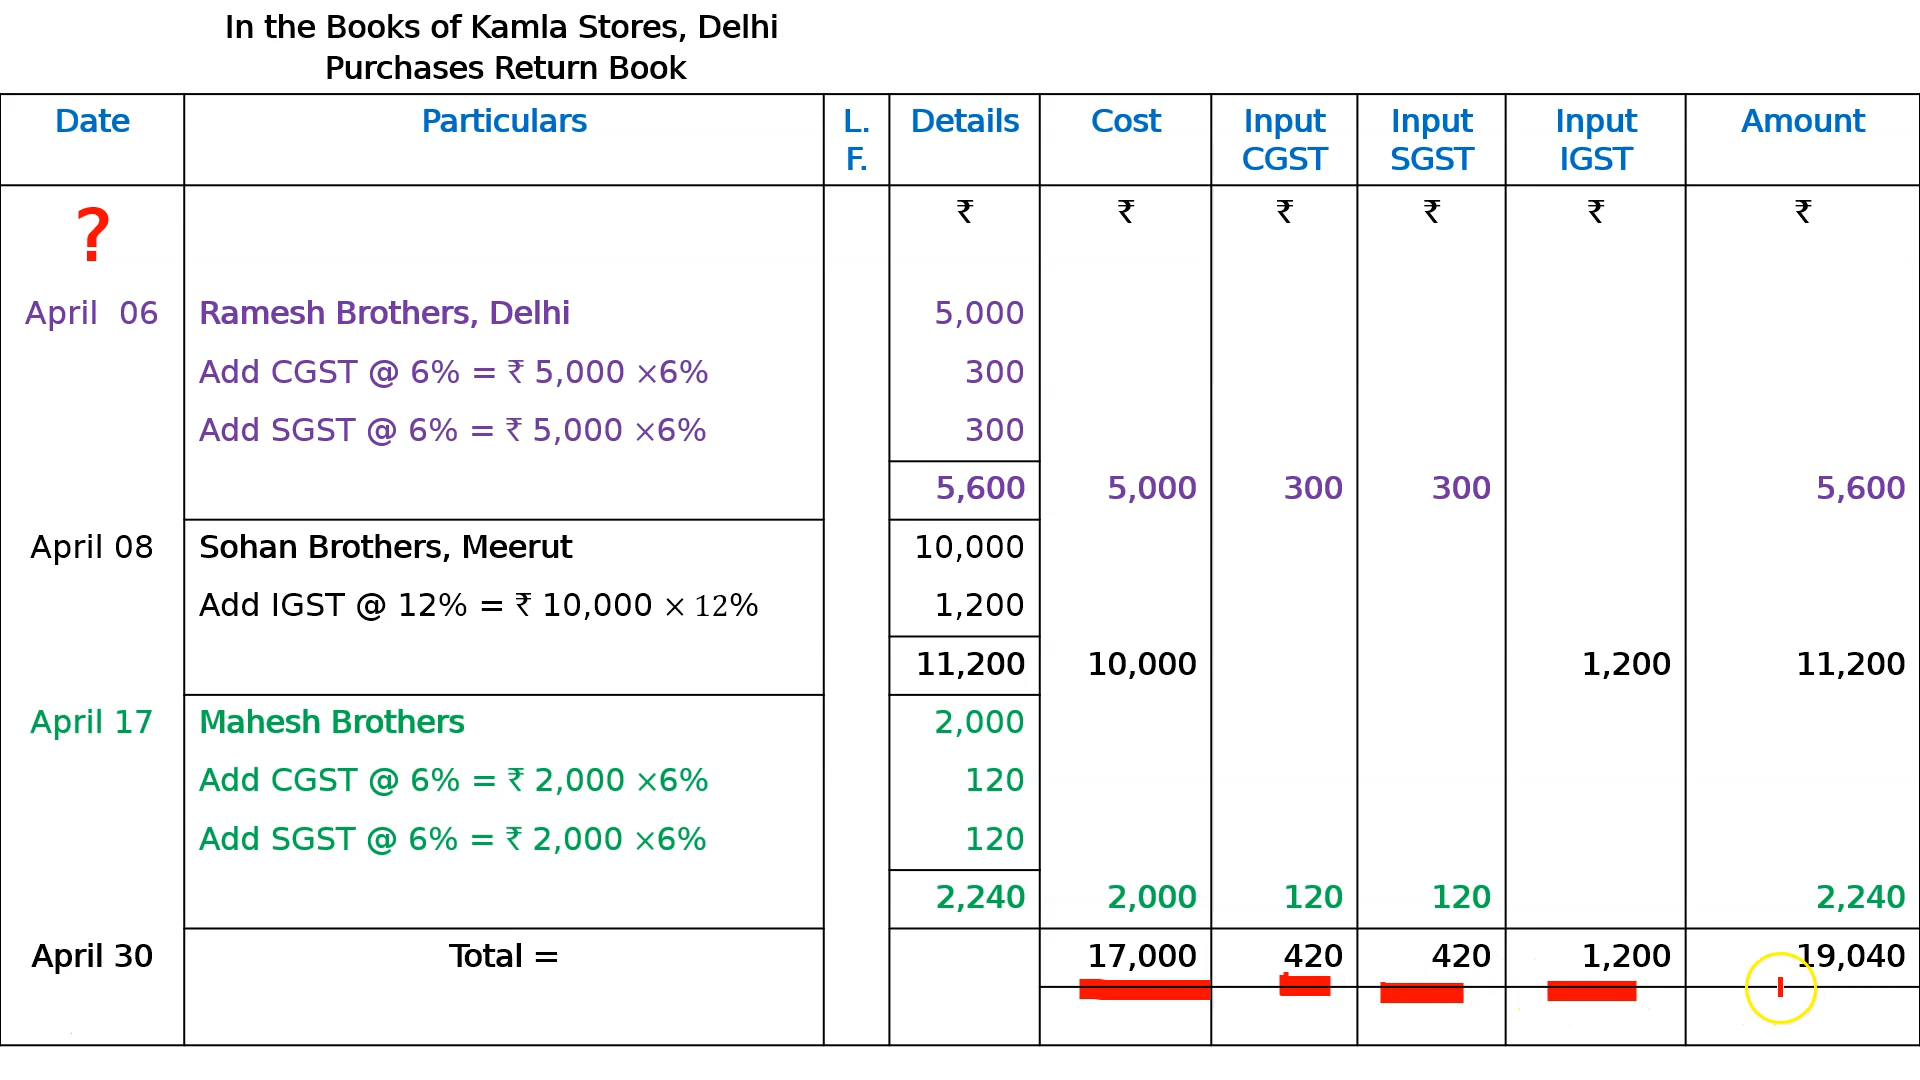 In the Books of Kamla Stores, Delhi
Purchases Return Book
Date Particulars L. F. Details Cost Input CGST Input SGST Input IGST Amount
? ₹ ₹ ₹ ₹ ₹ ₹
April 06 Ramesh Brothers, Delhi 5,000
Add CGST @ 6% = ₹ 5,000 ×6% 300
Add SGST @ 6% = ₹ 5,000 ×6% 300
5,600 5,000 300 300 5,600
April 08 Sohan Brothers, Meerut 10,000
Add IGST @ 12% = ₹ 10,000 × 12% 1,200
11,200 10,000 1,200 11,200
April 17 Mahesh Brothers 2,000
Add CGST @ 6% = ₹ 2,000 ×6% 120
Add SGST @ 6% = ₹ 2,000 ×6% 120
2,240 2,000 120 120 2,240
April 30 Total = 17,000 420 420 1,200 19,040